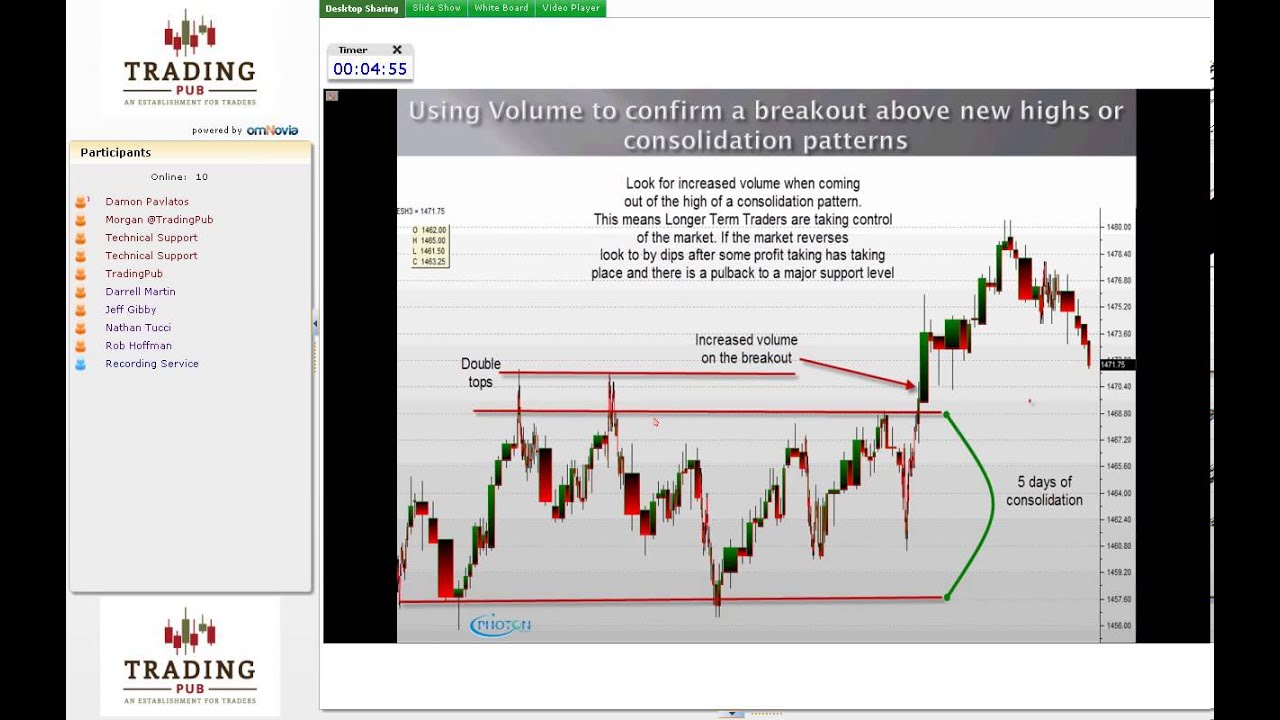 TRADING
PUB
AN ESTABLISHMENT FOR TRADERS
powered by omNovia
Participants
Online: 10
Damon Pavlatos
Morgan @TradingPub
Technical Support
Technical Support
TradingPub
Darrell Martin
Jeff Gibby
Nathan Tucci
Rob Hoffman
Recording Service
TRADING
PUB
AN ESTABLISHMENT FOR TRADERS
Desktop Sharing
Slide Show
White Board
Video Player
Timer
00:04:55
Using Volume to confirm a breakout above new highs or
consolidation patterns
Look for increased volume when coming
out of the high of a consolidation pattern.
This means Longer Term Traders are taking control
of the market. If the market reverses
look to by dips after some profit taking has taking
place and there is a pullback to a major support level
ESH3 × 1471.75
O 1462.00
H 1465.00
L 1461.50
C 1463.25
Double
tops
Increased volume
on the breakout
5 days of
consolidation
PHOTON
1480.00
1478.40
1476.80
1475.20
1473.60
1471.75
1470.40
1468.80
1467.20
1465.60
1464.00
1462.40
1460.80
1459.20
1457.60
1456.00